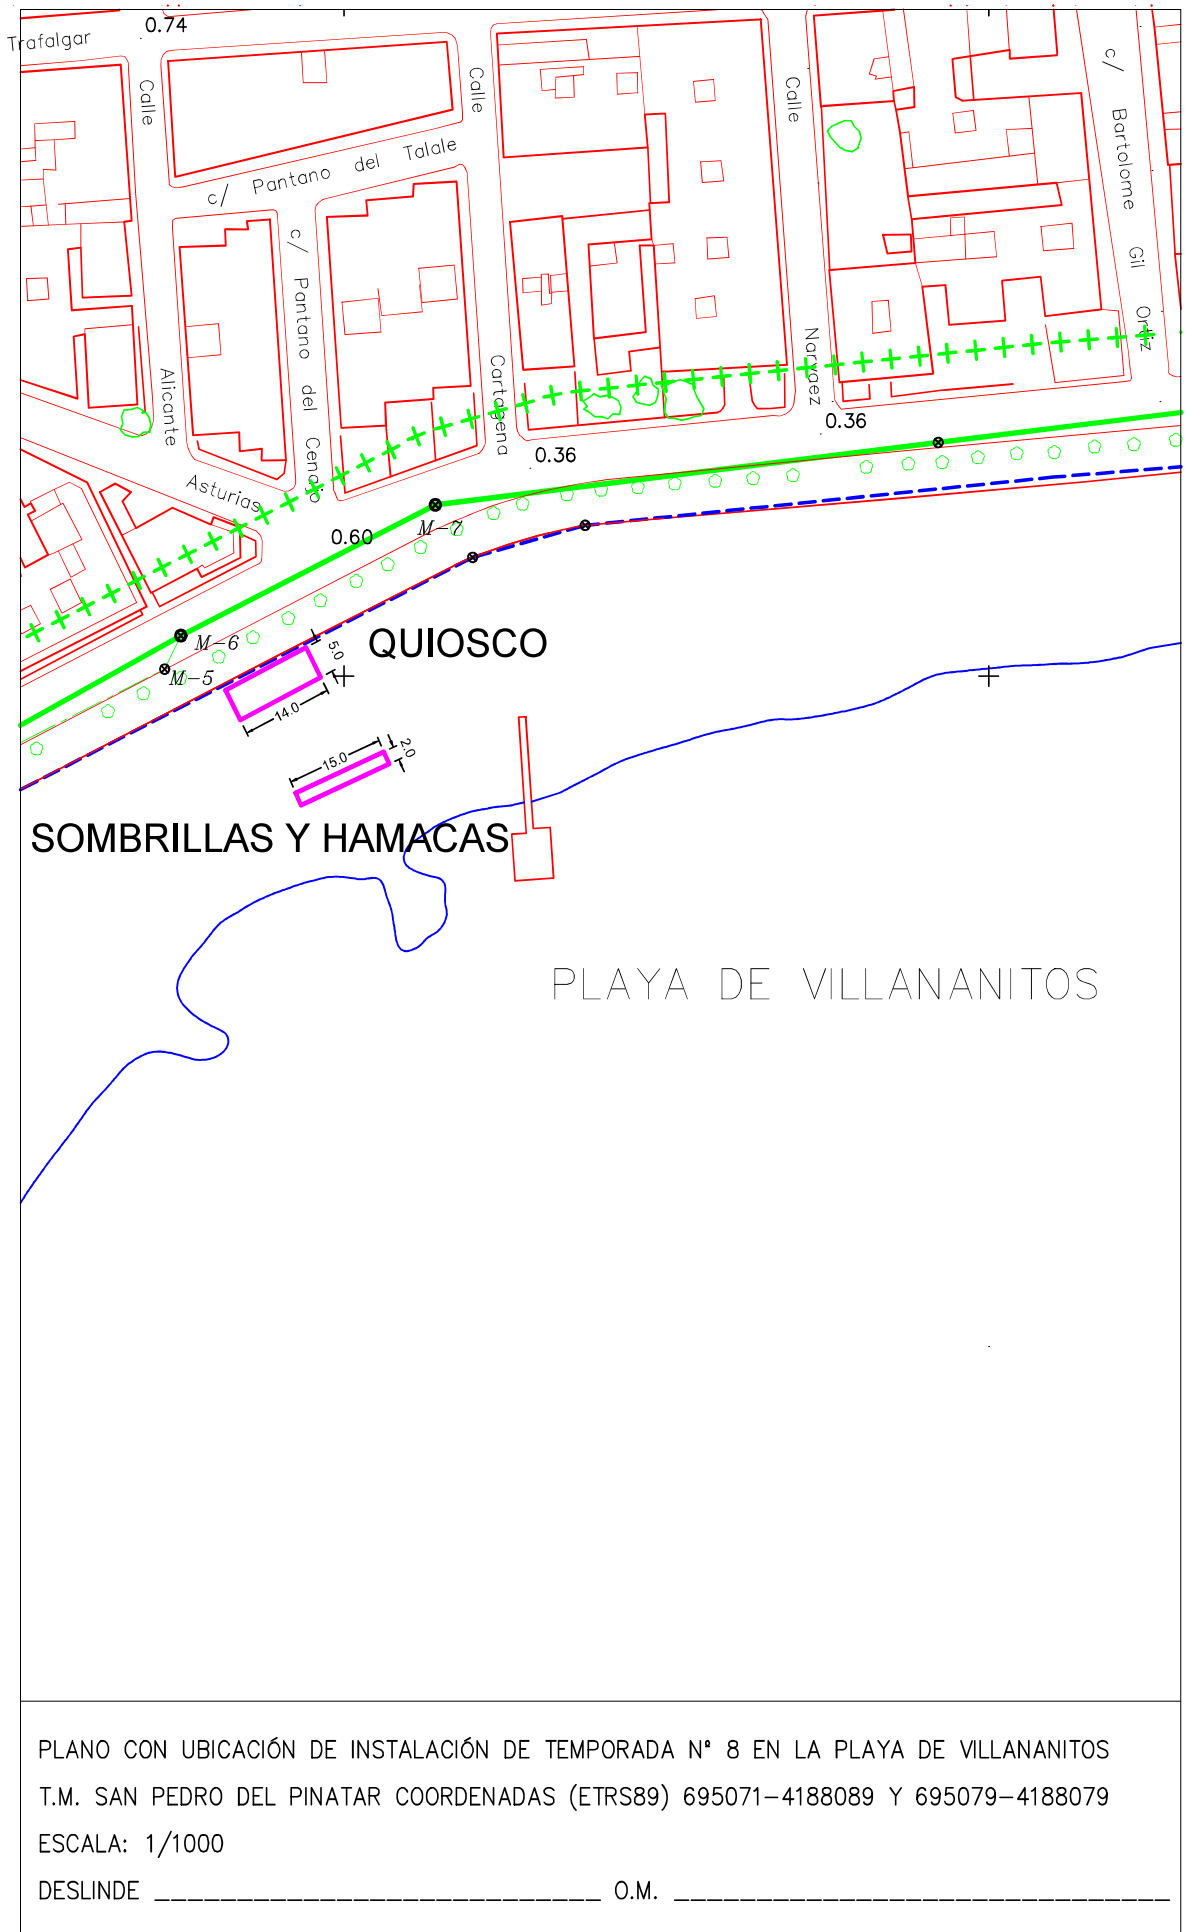 Trafalgar
0.74
Calle
Calle
Calle
c/ Bartolome Gil Ortiz
c/ Pantano del Talale
c/ Pantano del Cenajo
Alicante
Cartagena
Narvaez
Asturias
0.36
0.36
0.60
M-7
M-6
M-5
QUIOSCO
5.0
14.0
15.0
2.0
SOMBRILLAS Y HAMACAS
PLAYA DE VILLANANITOS
PLANO CON UBICACIÓN DE INSTALACIÓN DE TEMPORADA Nº 8 EN LA PLAYA DE VILLANANITOS
T.M. SAN PEDRO DEL PINATAR COORDENADAS (ETRS89) 695071-4188089 Y 695079-4188079
ESCALA: 1/1000
DESLINDE ____________________________ O.M. _______________________________